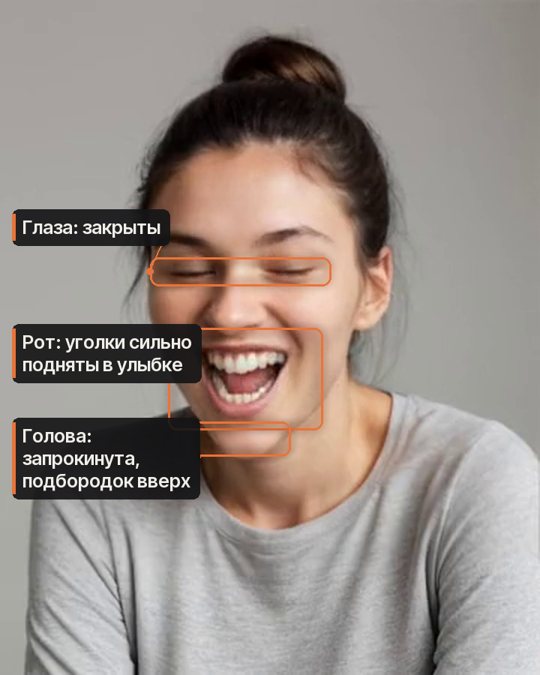 Глаза: закрыты
Рот: уголки сильно
подняты в улыбке
Голова:
запрокинута,
подбородок вверх